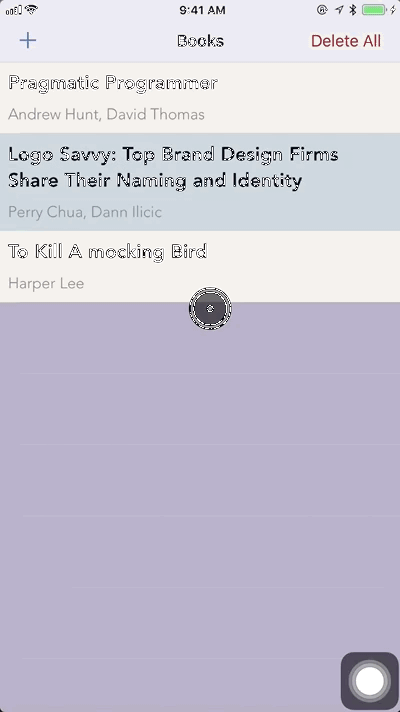 9:41 AM
Books
Delete All
Pragmatic Programmer
Andrew Hunt, David Thomas
Logo Savvy: Top Brand Design Firms
Share Their Naming and Identity
Perry Chua, Dann Ilicic
To Kill A mocking Bird
Harper Lee